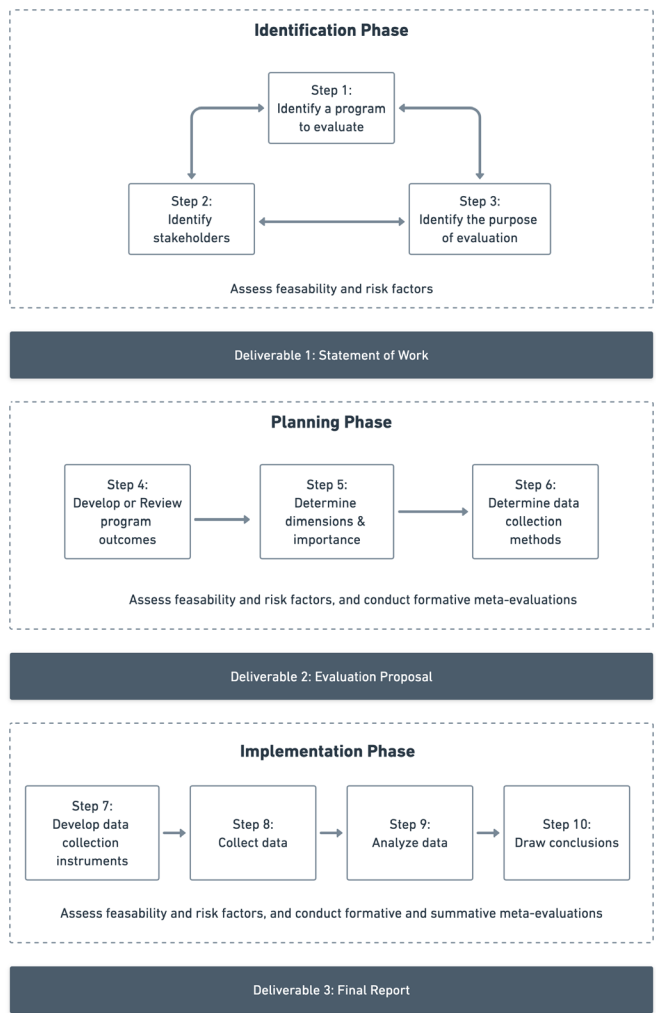 Identification Phase
Step 1:
Identify a program
to evaluate
Step 2:
Identify
stakeholders
Step 3:
Identify the purpose
of evaluation
Assess feasability and risk factors
Deliverable 1: Statement of Work
Planning Phase
Step 4:
Develop or Review
program
outcomes
Step 5:
Determine
dimensions &
importance
Step 6:
Determine data
collection
methods
Assess feasability and risk factors, and conduct formative meta-evaluations
Deliverable 2: Evaluation Proposal
Implementation Phase
Step 7:
Develop data
collection
instruments
Step 8:
Collect data
Step 9:
Analyze data
Step 10:
Draw conclusions
Assess feasability and risk factors, and conduct formative and summative meta-evaluations
Deliverable 3: Final Report